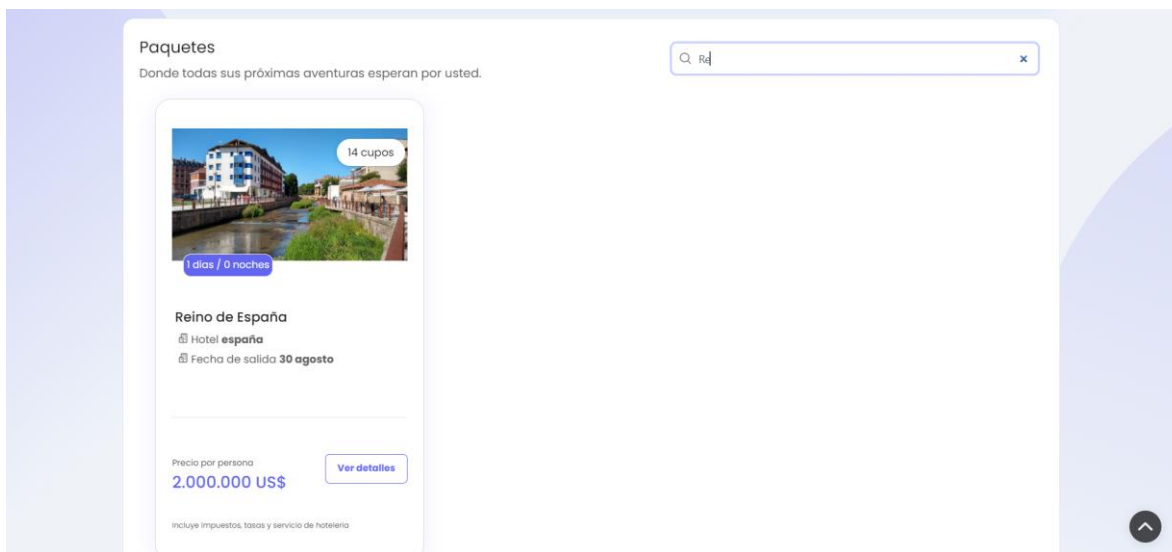 Paquetes
Donde todas sus próximas aventuras esperan por usted.
Re
14 cupos
1 días / 0 noches
Reino de España
Hotel españa
Fecha de salida 30 agosto
Precio por persona
2.000.000 US$
Ver detalles
Incluye impuestos, tasas y servicio de hotelería